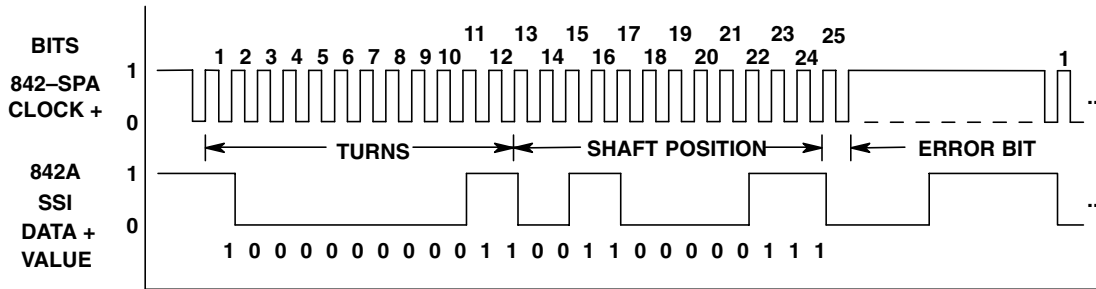 11 13 15 17 19 21 23 25
BITS 1 2 3 4 5 6 7 8 9 10 12 14 16 18 20 22 24 1
842–SPA 1
CLOCK + 0 ..
TURNS SHAFT POSITION ERROR BIT
842A 1
SSI ..
DATA + 0
VALUE 1 0 0 0 0 0 0 0 0 0 1 1 0 0 1 1 0 0 0 0 0 1 1 1